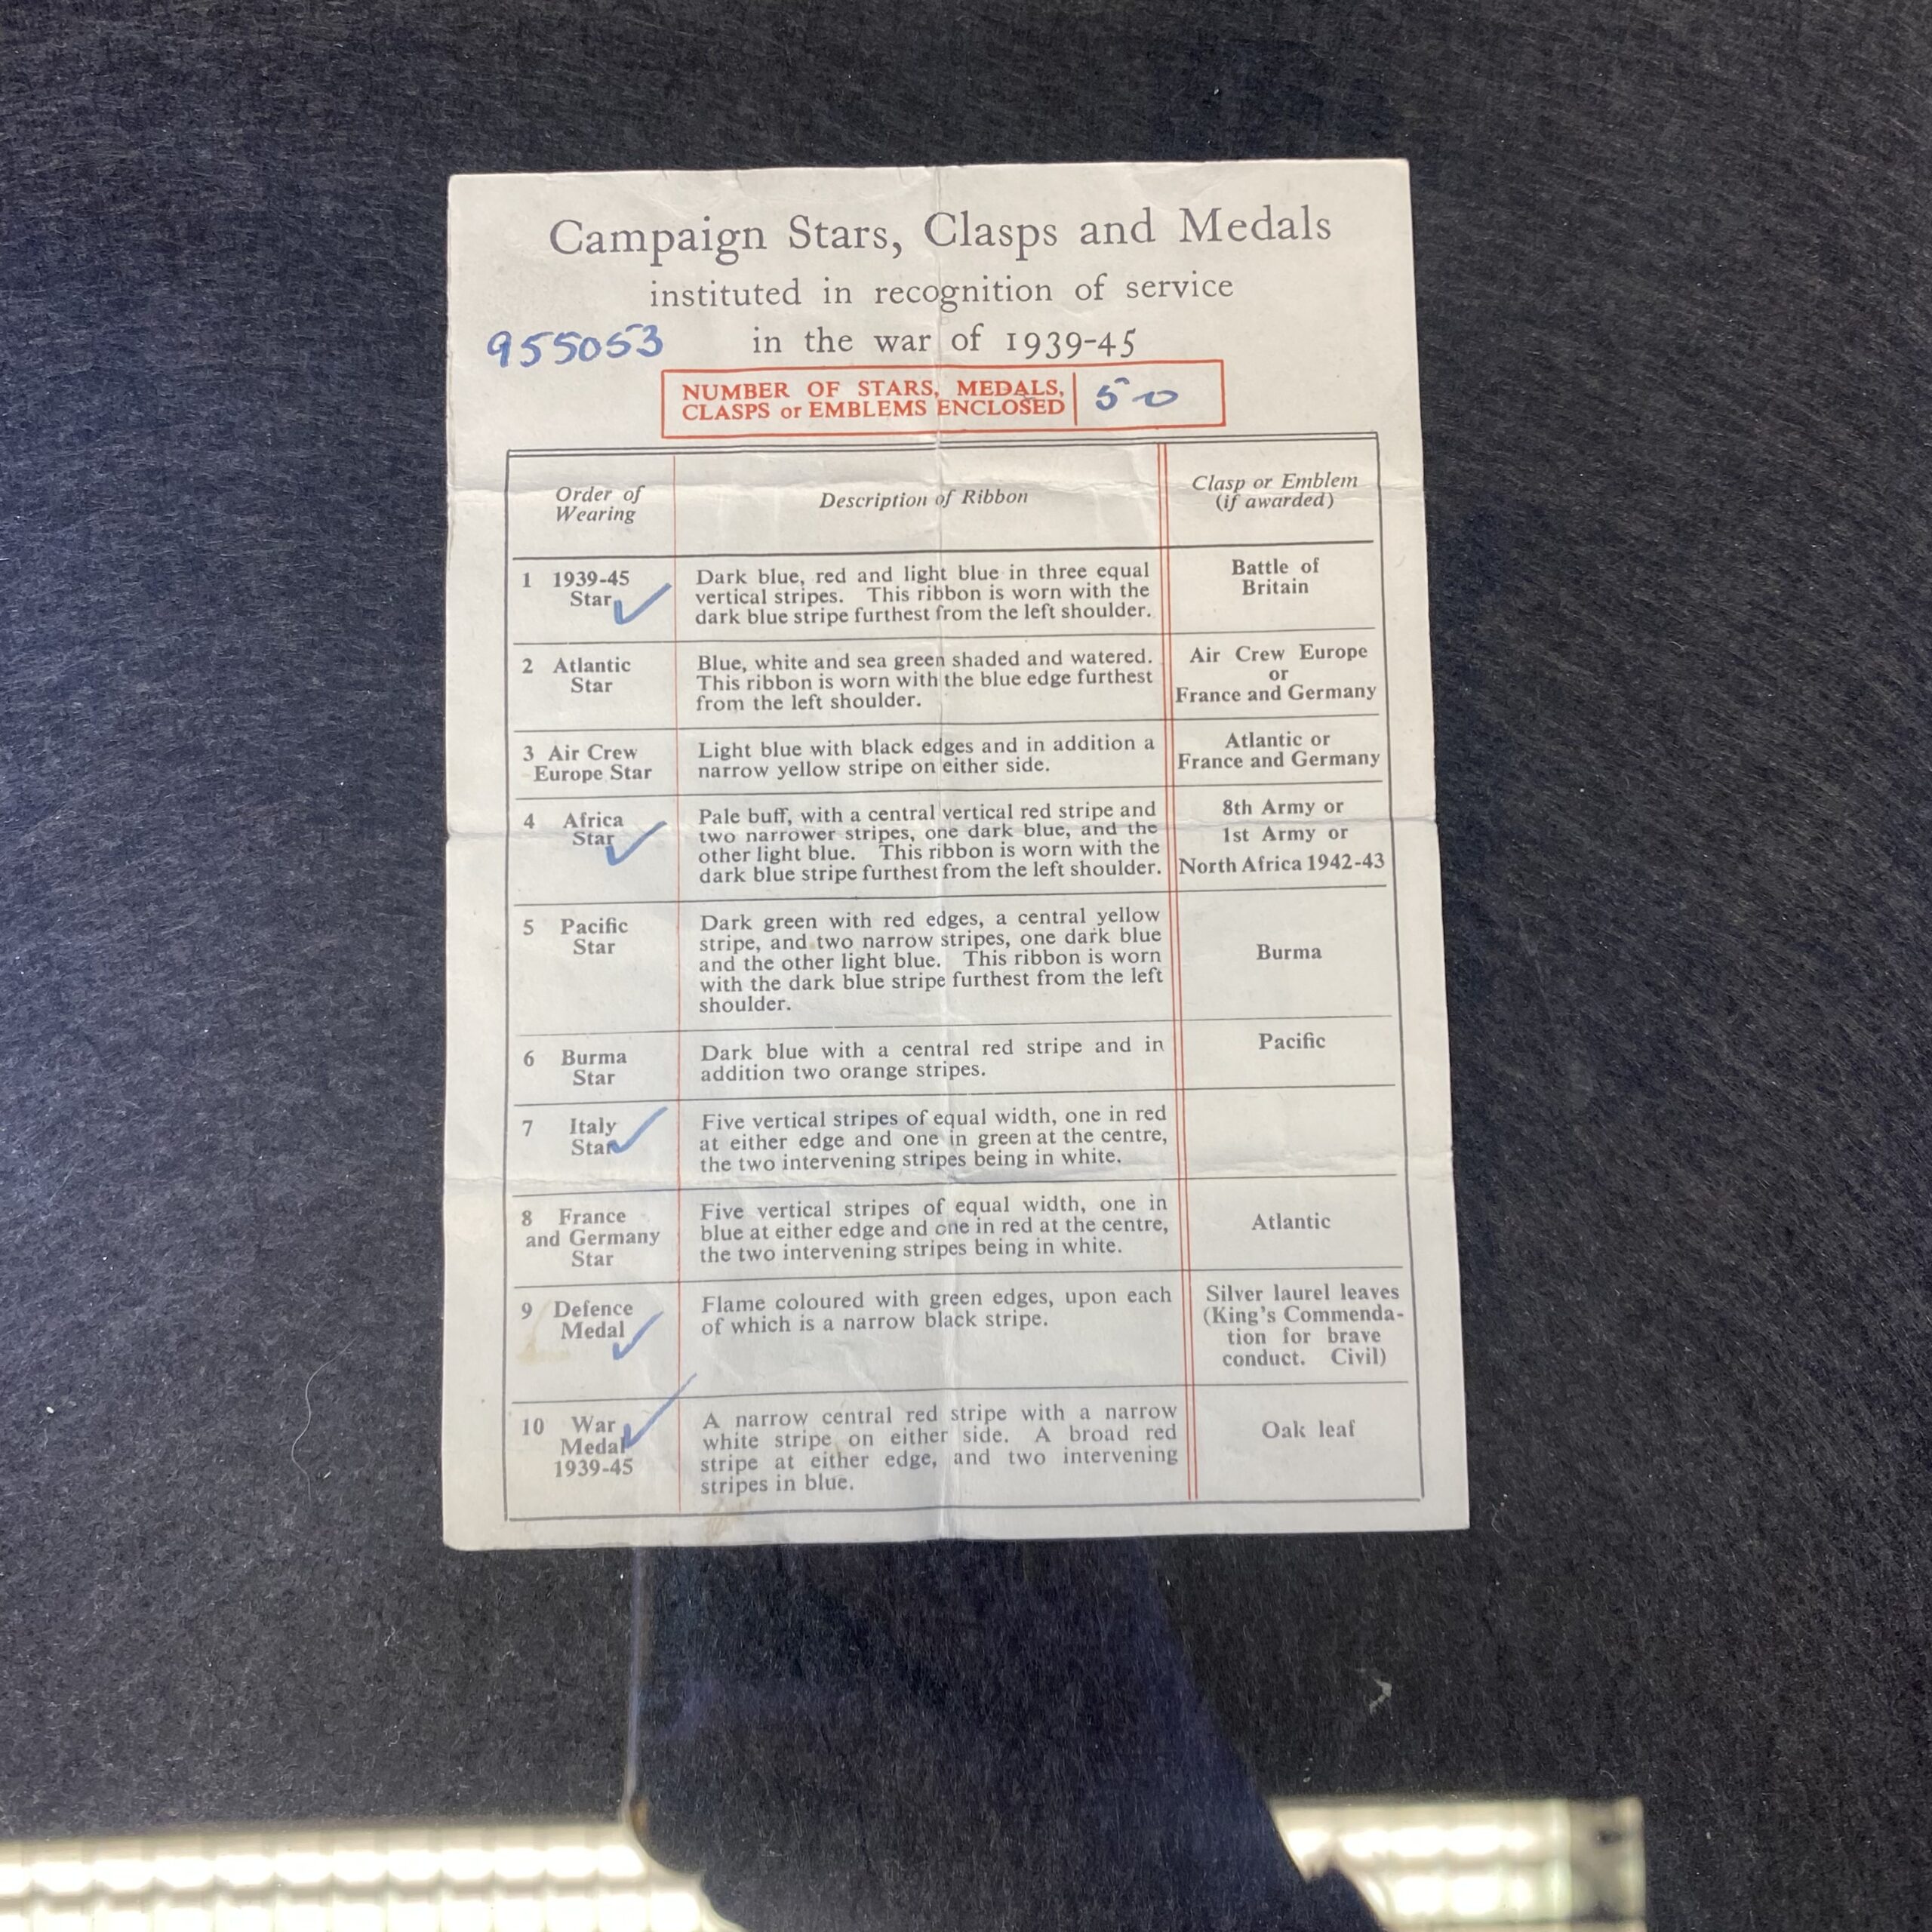 Campaign Stars, Clasps and Medals
instituted in recognition of service
955053 in the war of 1939-45
NUMBER OF STARS, MEDALS,
CLASPS or EMBLEMS ENCLOSED
Order of
Wearing
Description of Ribbon
Clasp or Emblem
(if awarded)
1 1939-45
Star
Dark blue, red and light blue in three equal
vertical stripes. This ribbon is worn with the
dark blue stripe furthest from the left shoulder.
Battle of
Britain
2 Atlantic
Star
Blue, white and sea green shaded and watered.
This ribbon is worn with the blue edge furthest
from the left shoulder.
Air Crew Europe
or
France and Germany
3 Air Crew
Europe Star
Light blue with black edges and in addition a
narrow yellow stripe on either side.
Atlantic or
France and Germany
4 Africa
Star
Pale buff, with a central vertical red stripe and
two narrower stripes, one dark blue, and the
other light blue. This ribbon is worn with the
dark blue stripe furthest from the left shoulder.
8th Army or
1st Army or
North Africa 1942-43
5 Pacific
Star
Dark green with red edges, a central yellow
stripe, and two narrow stripes, one dark blue
and the other light blue. This ribbon is worn
with the dark blue stripe furthest from the left
shoulder.
Burma
6 Burma
Star
Dark blue with a central red stripe and in
addition two orange stripes.
Pacific
7 Italy
Star
Five vertical stripes of equal width, one in red
at either edge and one in green at the centre,
the two intervening stripes being in white.
8 France
and Germany
Star
Five vertical stripes of equal width, one in
blue at either edge and one in red at the centre,
the two intervening stripes being in white.
Atlantic
9 Defence
Medal
Flame coloured with green edges, upon each
of which is a narrow black stripe.
Silver laurel leaves
(King's Commenda-
tion for brave
conduct. Civil)
10 War
Medal
1939-45
A narrow central red stripe with a narrow
white stripe on either side. A broad red
stripe at either edge, and two intervening
stripes in blue.
Oak leaf